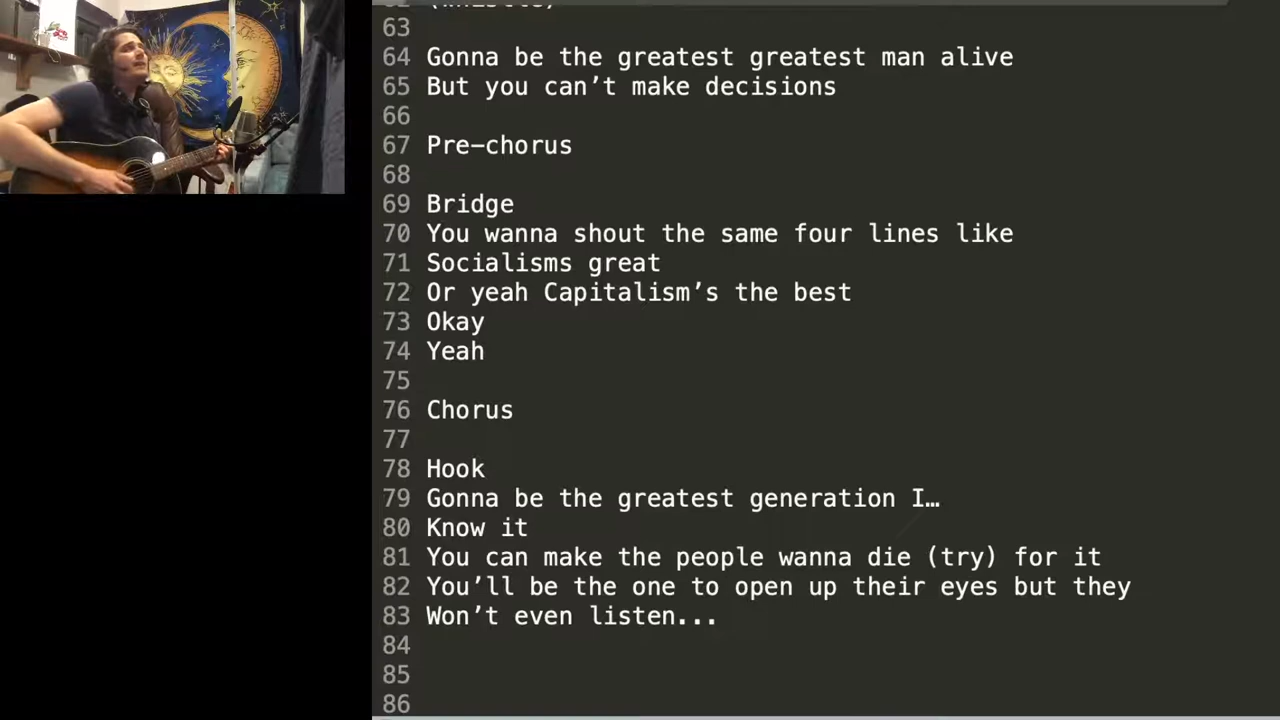 63
64 Gonna be the greatest greatest man alive
65 But you can’t make decisions
66
67 Pre-chorus
68
69 Bridge
70 You wanna shout the same four lines like
71 Socialisms great
72 Or yeah Capitalism’s the best
73 Okay
74 Yeah
75
76 Chorus
77
78 Hook
79 Gonna be the greatest generation I…
80 Know it
81 You can make the people wanna die (try) for it
82 You’ll be the one to open up their eyes but they
83 Won’t even listen...
84
85
86